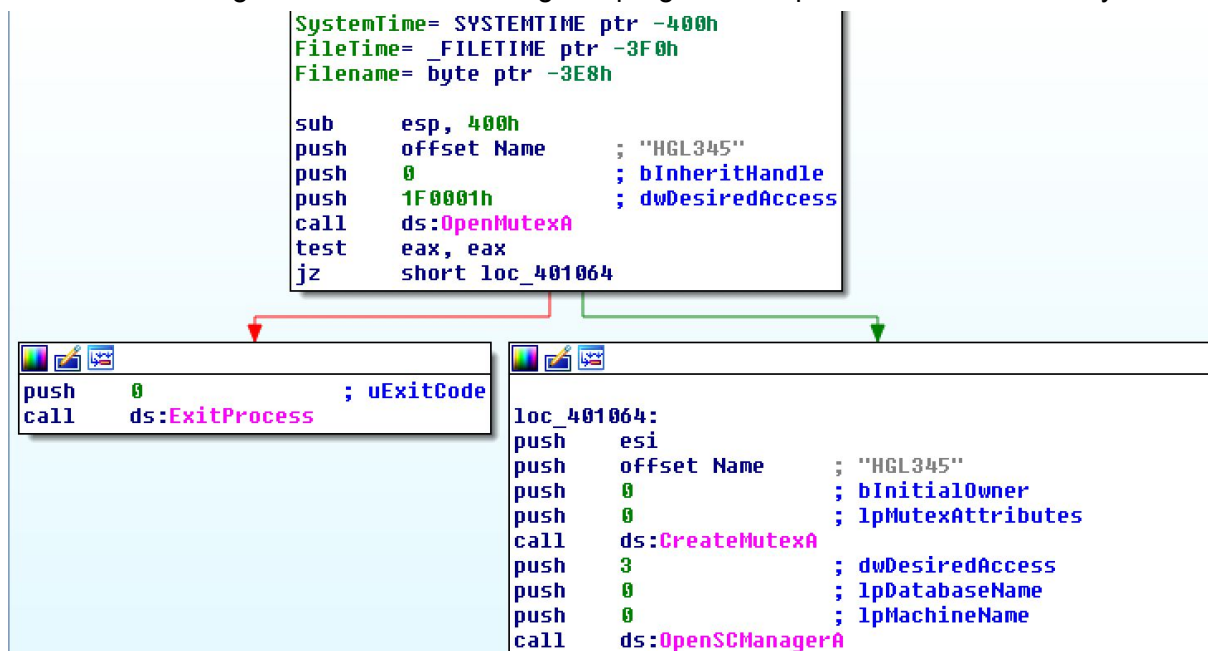 SystemTime= SYSTEMTIME ptr -400h
FileTime= _FILETIME ptr -3F0h
Filename= byte ptr -3E8h
sub esp, 400h
push offset Name ; "HGL345"
push 0 ; bInheritHandle
push 1F0001h ; dwDesiredAccess
call ds:OpenMutexA
test eax, eax
jz short loc_401064
push 0 ; uExitCode
call ds:ExitProcess
loc_401064:
push esi
push offset Name ; "HGL345"
push 0 ; bInitialOwner
push 0 ; lpMutexAttributes
call ds:CreateMutexA
push 3 ; dwDesiredAccess
push 0 ; lpDatabaseName
push 0 ; lpMachineName
call ds:OpenSCManagerA